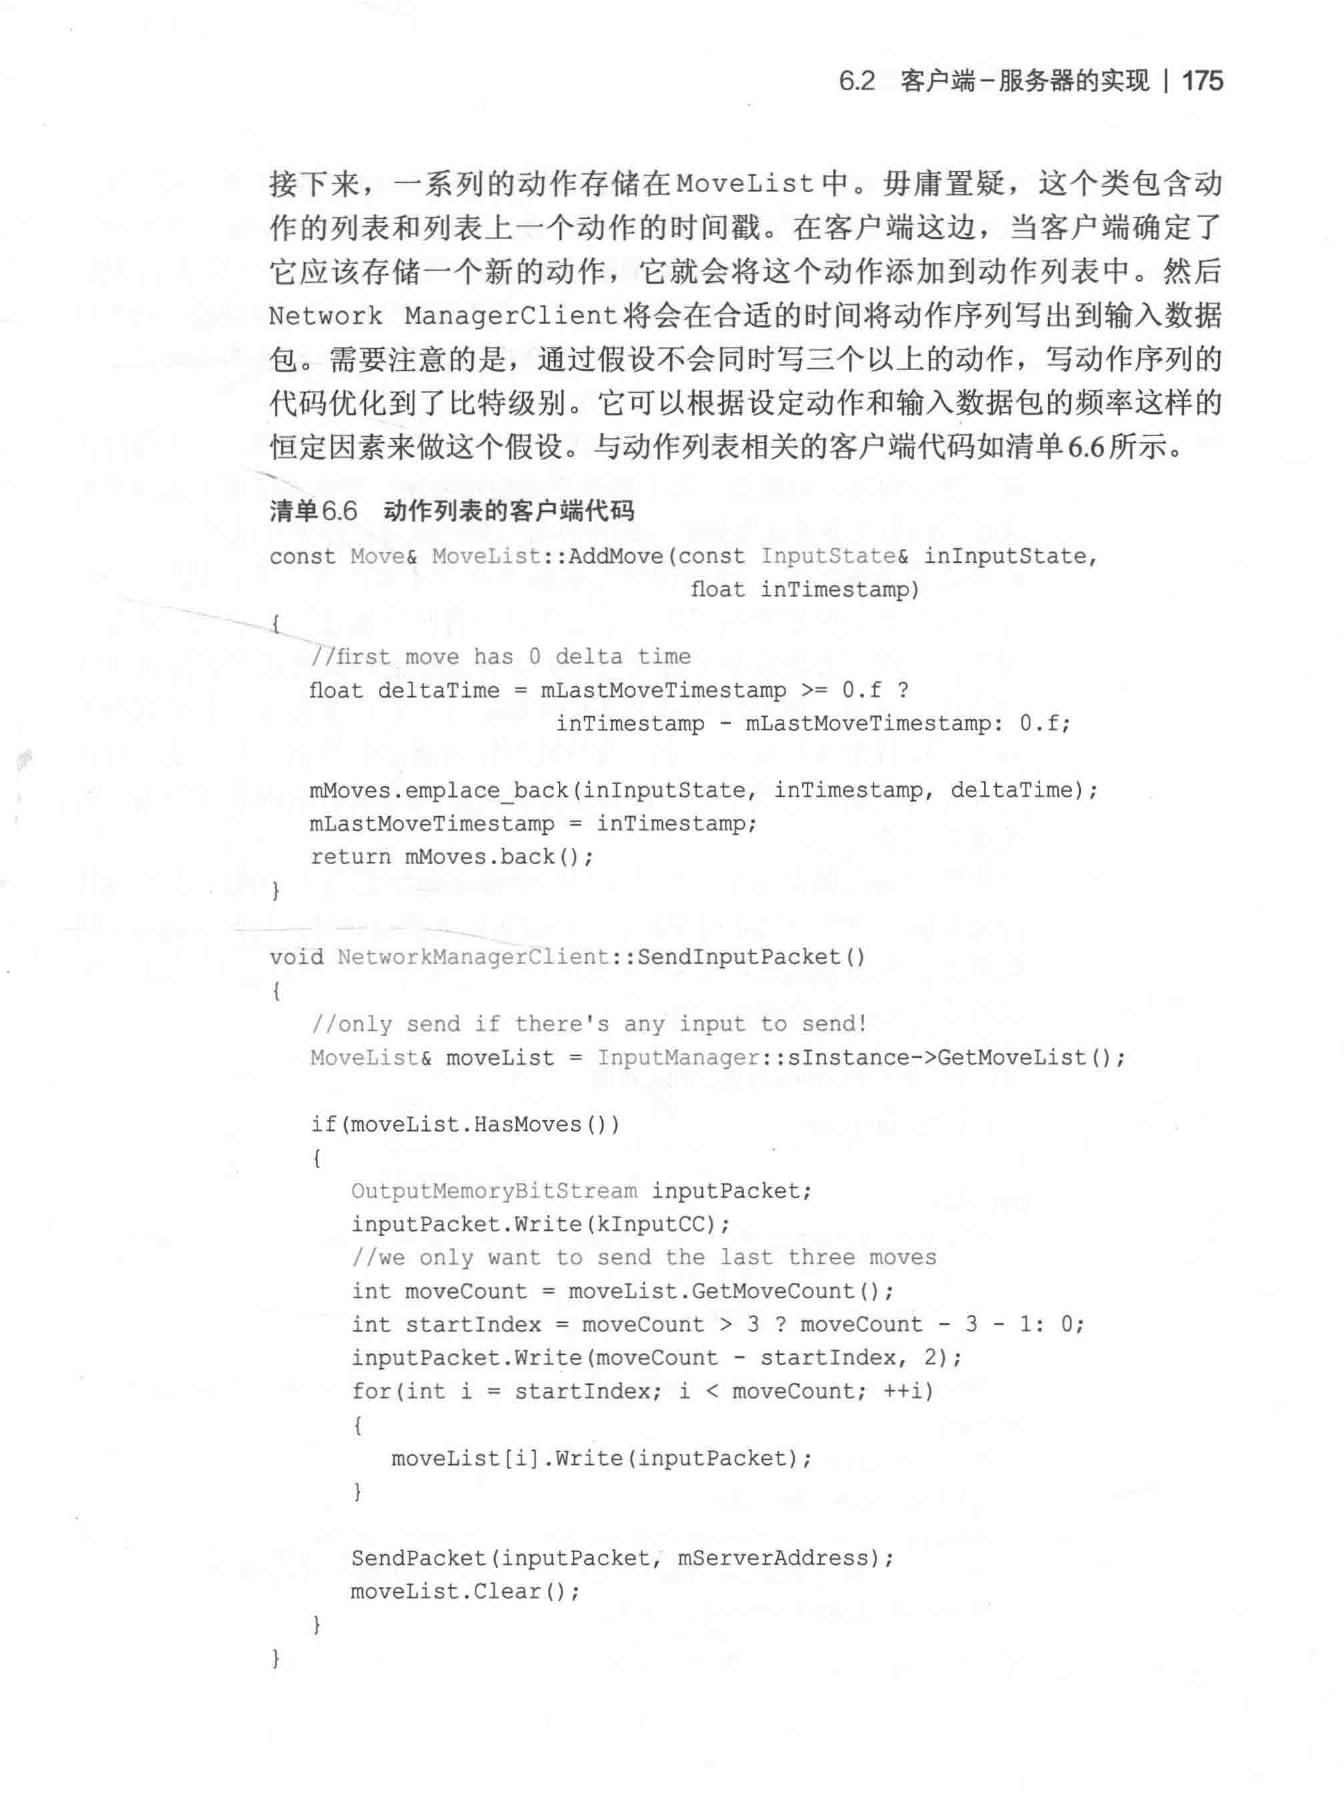 6.2 客户端-服务器的实现 | 175
接下来，一系列的动作存储在MoveList中。毋庸置疑，这个类包含动
作的列表和列表上一个动作的时间戳。在客户端这边，当客户端确定了
它应该存储一个新的动作，它就会将这个动作添加到动作列表中。然后
Network ManagerClient将会在合适的时间将动作序列写出到输入数据
包。需要注意的是，通过假设不会同时写三个以上的动作，写动作序列的
代码优化到了比特级别。它可以根据设定动作和输入数据包的频率这样的
恒定因素来做这个假设。与动作列表相关的客户端代码如清单6.6所示。
清单6.6 动作列表的客户端代码
const Move& MoveList::AddMove(const InputState& inInputState,
float inTimestamp)
{
//first move has 0 delta time
float deltaTime = mLastMoveTimestamp >= 0.f ?
inTimestamp - mLastMoveTimestamp: 0.f;
mMoves.emplace_back(inInputState, inTimestamp, deltaTime);
mLastMoveTimestamp = inTimestamp;
return mMoves.back();
}
void NetworkManagerClient::SendInputPacket()
{
//only send if there's any input to send!
MoveList& moveList = InputManager::sInstance->GetMoveList();
if(moveList.HasMoves())
{
OutputMemoryBitStream inputPacket;
inputPacket.Write(kInputCC);
//we only want to send the last three moves
int moveCount = moveList.GetMoveCount();
int startIndex = moveCount > 3 ? moveCount - 3 - 1: 0;
inputPacket.Write(moveCount - startIndex, 2);
for(int i = startIndex; i < moveCount; ++i)
{
moveList[i].Write(inputPacket);
}
SendPacket(inputPacket, mServerAddress);
moveList.Clear();
}
}